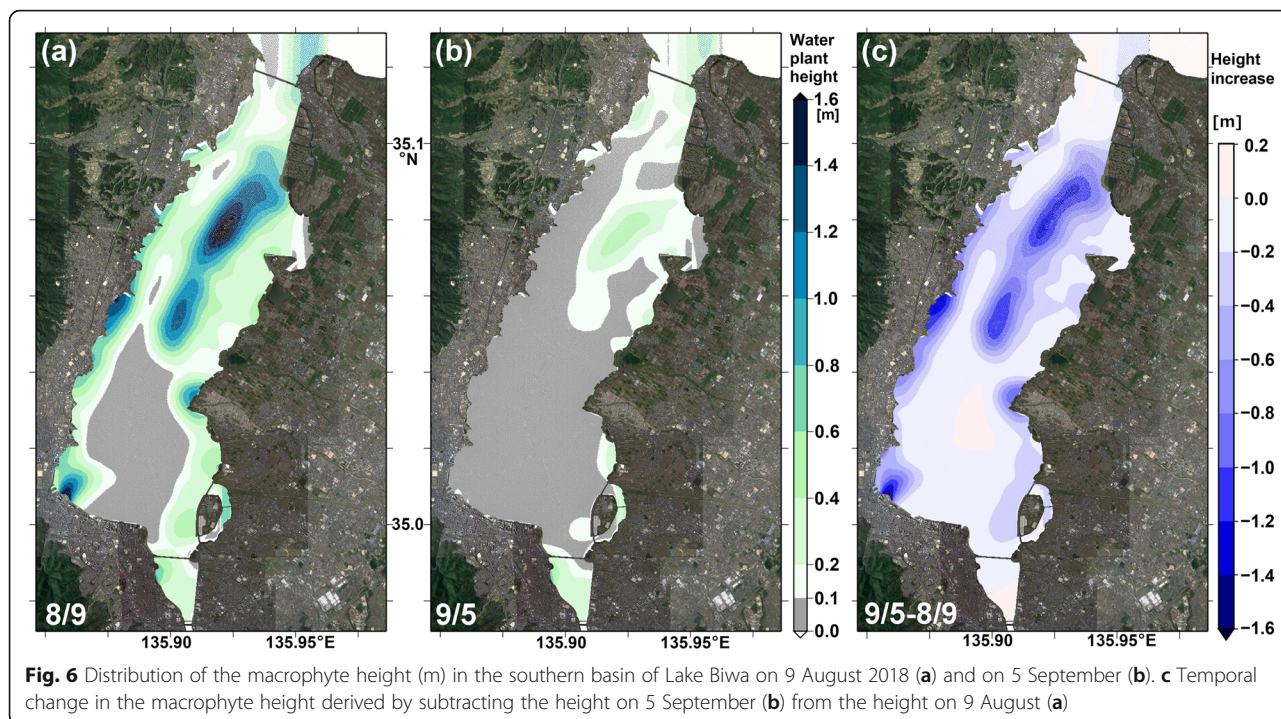 (a)
(b)
(c)
Water
plant
height
1.6
[m]
1.4
1.2
1.0
0.8
0.6
0.4
0.2
0.1
0.0
Height
increase
[m]
0.2
0.0
−0.2
−0.4
−0.6
−0.8
−1.0
−1.2
−1.4
−1.6
35.1
°N
35.0
8/9
9/5
9/5-8/9
135.90
135.95°E
135.90
135.95°E
135.90
135.95°E
Fig. 6 Distribution of the macrophyte height (m) in the southern basin of Lake Biwa on 9 August 2018 (a) and on 5 September (b). c Temporal
change in the macrophyte height derived by subtracting the height on 5 September (b) from the height on 9 August (a)